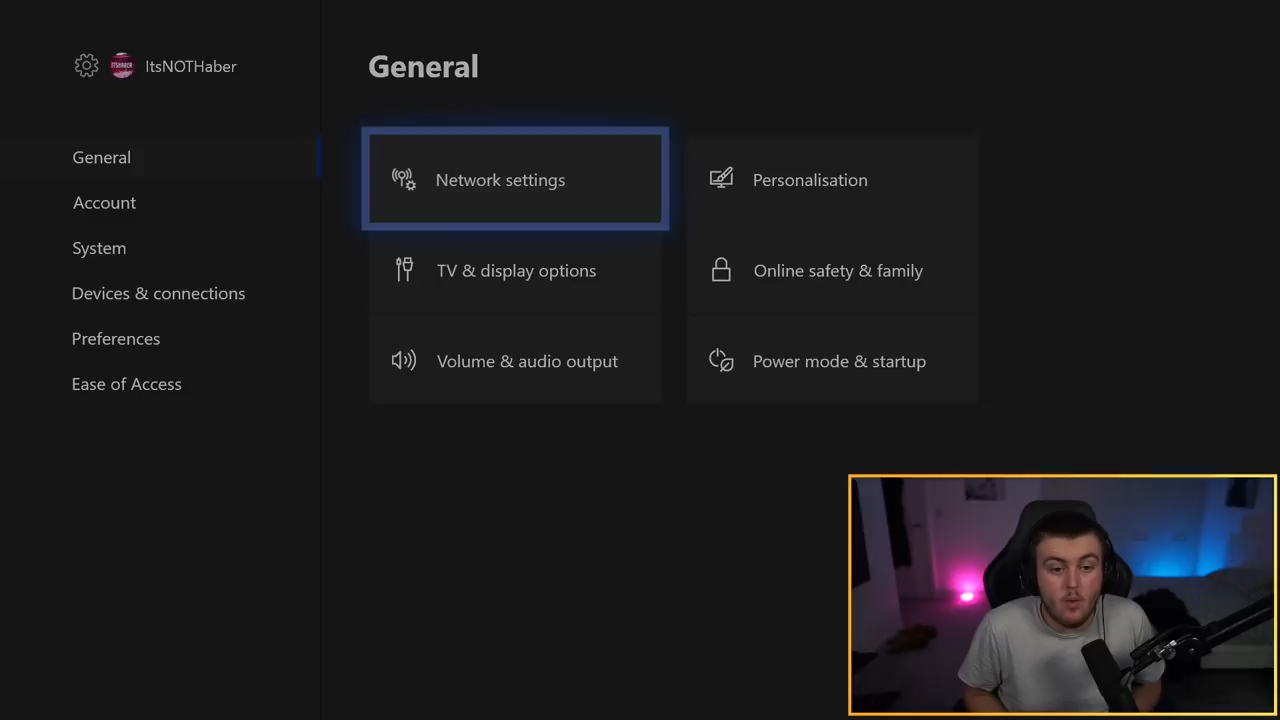 ItsNOTHaber
General
General
Account
System
Devices & connections
Preferences
Ease of Access
Network settings
Personalisation
TV & display options
Online safety & family
Volume & audio output
Power mode & startup